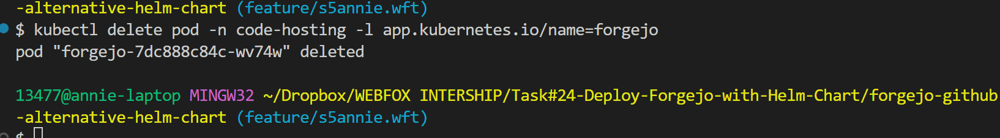 -alternative-helm-chart (feature/s5annie.wft)
$ kubectl delete pod -n code-hosting -l app.kubernetes.io/name=forgejo
pod "forgejo-7dc888c84c-wv74w" deleted
13477@annie-laptop MINGW32 ~/Dropbox/WEBFOX INTERSHIP/Task#24-Deploy-Forgejo-with-Helm-Chart/forgejo-github
-alternative-helm-chart (feature/s5annie.wft)
$